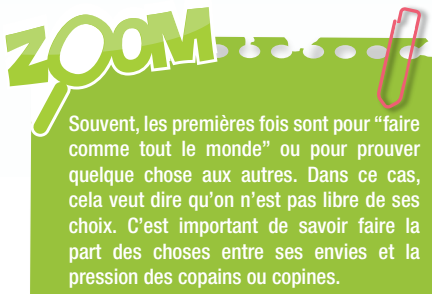 ZOOM
Souvent, les premières fois sont pour “faire
comme tout le monde” ou pour prouver
quelque chose aux autres. Dans ce cas,
cela veut dire qu’on n’est pas libre de ses
choix. C’est important de savoir faire la
part des choses entre ses envies et la
pression des copains ou copines.